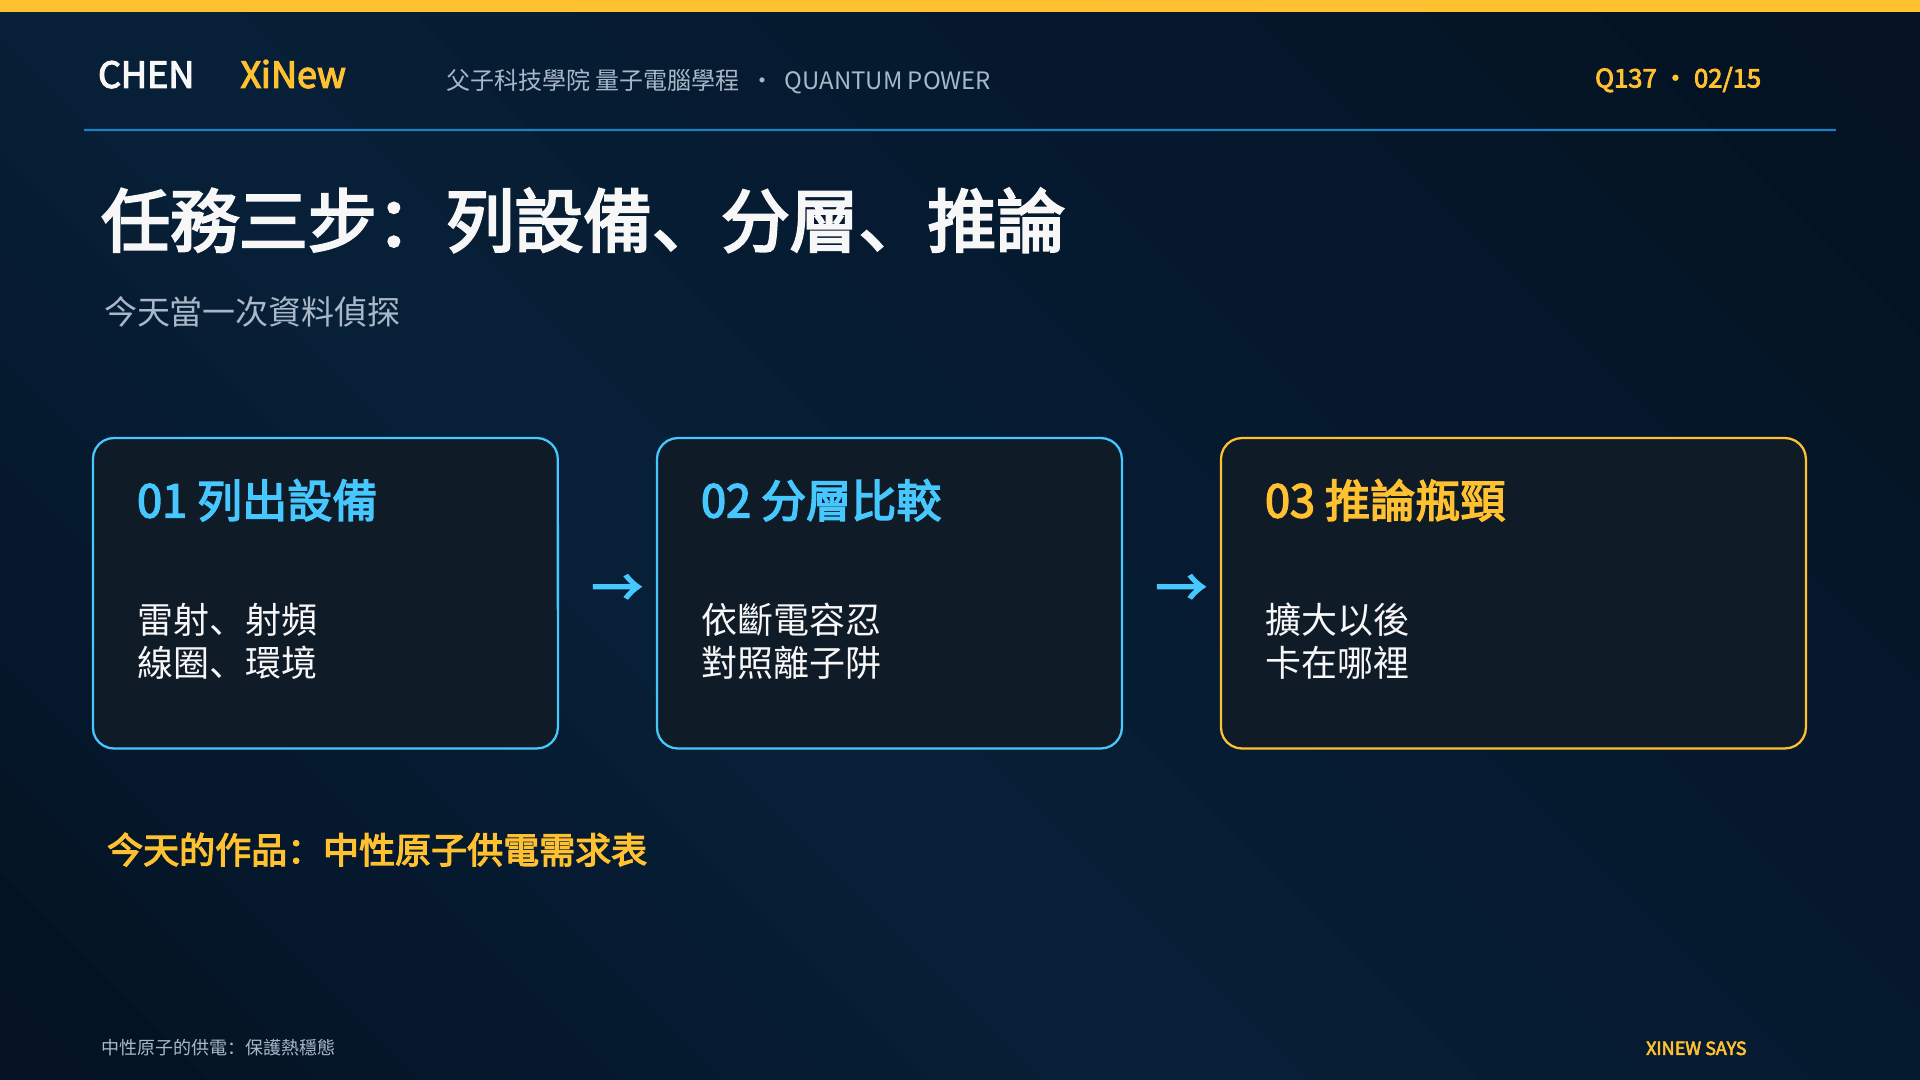 CHEN XiNew 父子科技學院 量子電腦學程 · QUANTUM POWER Q137 · 02/15
任務三步：列設備、分層、推論
今天當一次資料偵探
01 列出設備
雷射、射頻
線圈、環境
→
02 分層比較
依斷電容忍
對照離子阱
→
03 推論瓶頸
擴大以後
卡在哪裡
今天的作品：中性原子供電需求表
中性原子的供電：保護熱穩態
XINEW SAYS